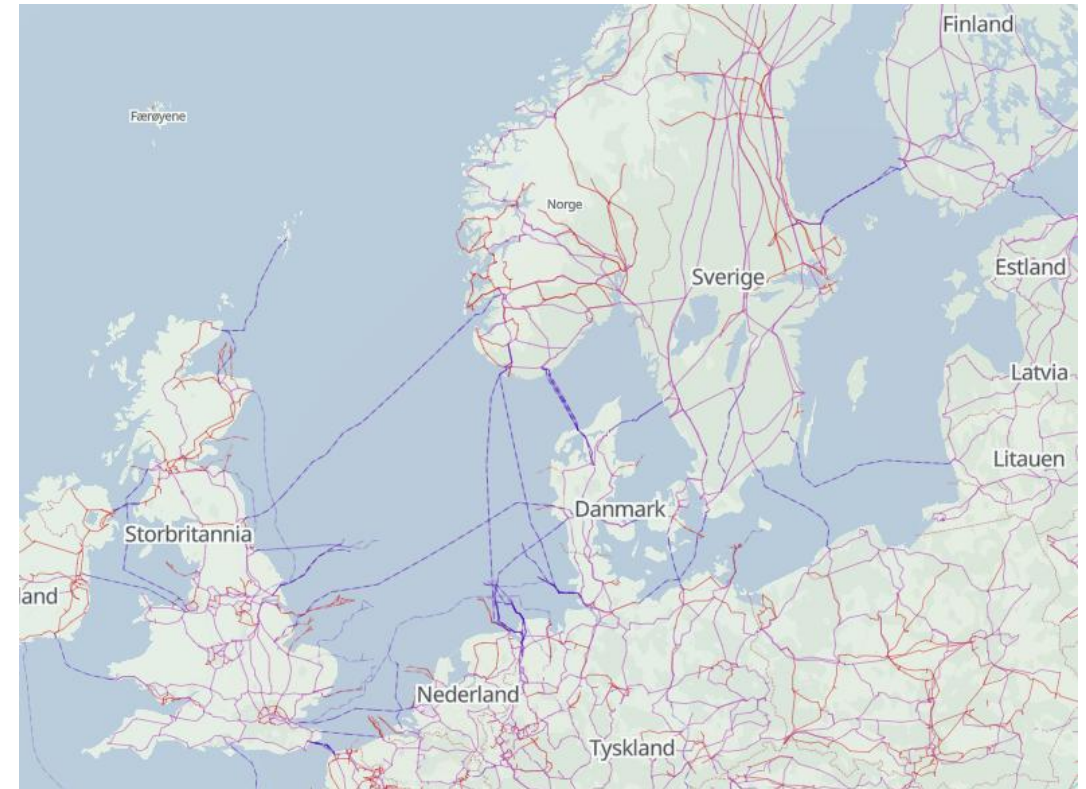 Finland
Færøyene
Norge
Sverige
Estland
Latvia
Litauen
Danmark
Storbritannia
land
Nederland
Tyskland